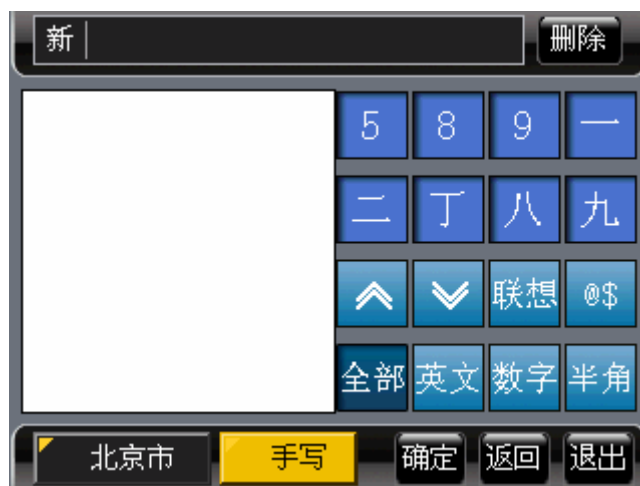 新 删除
5 8 9 一
二 丁 八 九
联想 @$
全部 英文 数字 半角
北京市 手写 确定 返回 退出